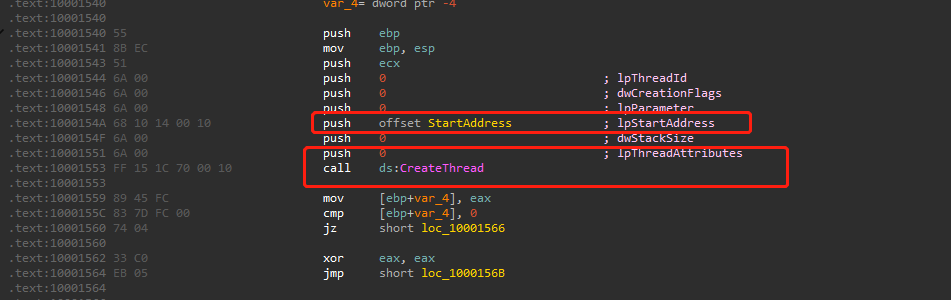 .text:10001540 var_4= dword ptr -4
.text:10001540
.text:10001540 55 push ebp
.text:10001541 8B EC mov ebp, esp
.text:10001543 51 push ecx
.text:10001544 6A 00 push 0 ; lpThreadId
.text:10001546 6A 00 push 0 ; dwCreationFlags
.text:10001548 6A 00 push 0 ; lpParameter
.text:1000154A 68 10 14 00 10 push offset StartAddress ; lpStartAddress
.text:1000154F 6A 00 push 0 ; dwStackSize
.text:10001551 6A 00 push 0 ; lpThreadAttributes
.text:10001553 FF 15 1C 70 00 10 call ds:CreateThread
.text:10001553
.text:10001559 89 45 FC mov [ebp+var_4], eax
.text:1000155C 83 7D FC 00 cmp [ebp+var_4], 0
.text:10001560 74 04 jz short loc_10001566
.text:10001560
.text:10001562 33 C0 xor eax, eax
.text:10001564 EB 05 jmp short loc_1000156B
.text:10001564